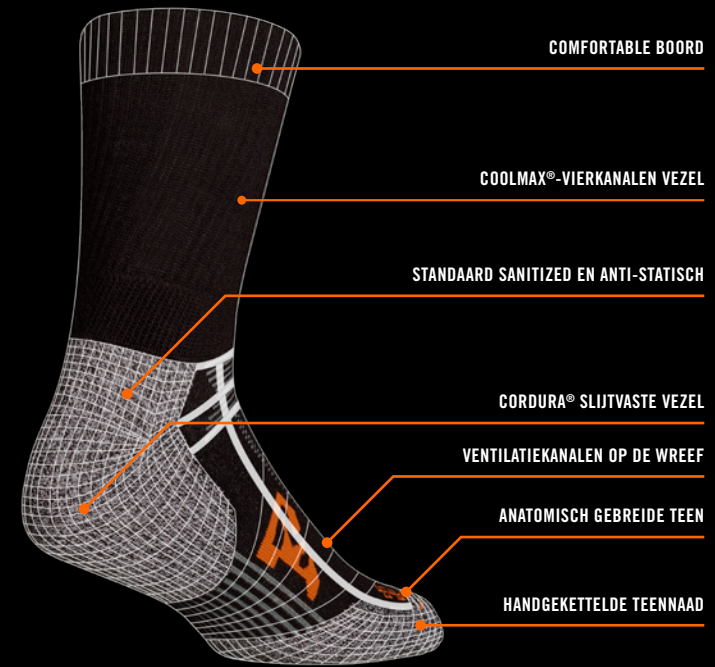 COMFORTABLE BOORD
COOLMAX®-VIERKANALEN VEZEL
STANDAARD SANITIZED EN ANTI-STATISCH
CORDURA® SLIJTVASTE VEZEL
VENTILATIEKANALEN OP DE WREEF
ANATOMISCH GEBREIDE TEEN
HANDGEKETTELDE TEENNAAD